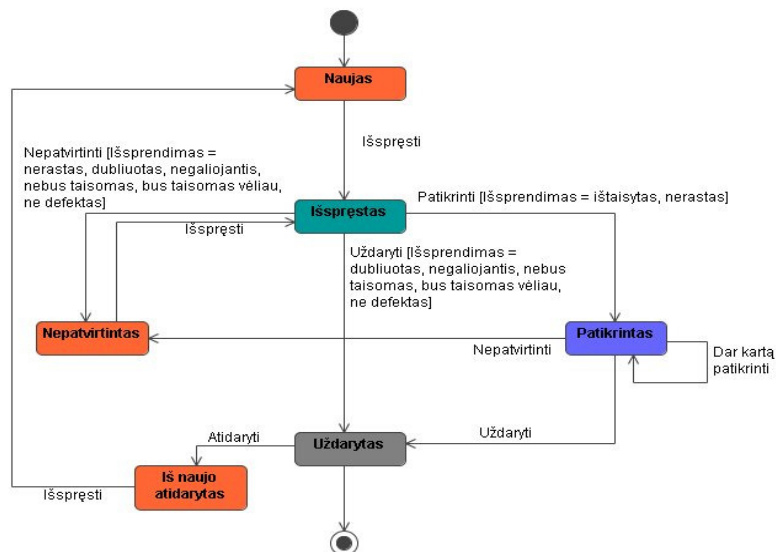 Naujas
Išspręsti
Nepatvirtinti [Išsprendimas =
nerastas, dubliuotas, negaliojantis,
nebus taisomas, bus taisomas vėliau,
ne defektas]
Patikrinti [Išsprendimas = ištaisytas, nerastas]
Išspręstas
Išspręsti
Uždaryti [Išsprendimas =
dubliuotas, negaliojantis, nebus
taisomas, bus taisomas vėliau,
ne defektas]
Nepatvirtintas
Patikrintas
Nepatvirtinti
Dar kartą
patikrinti
Atidaryti
Uždarytas
Uždaryti
Iš naujo
atidarytas
Išspręsti